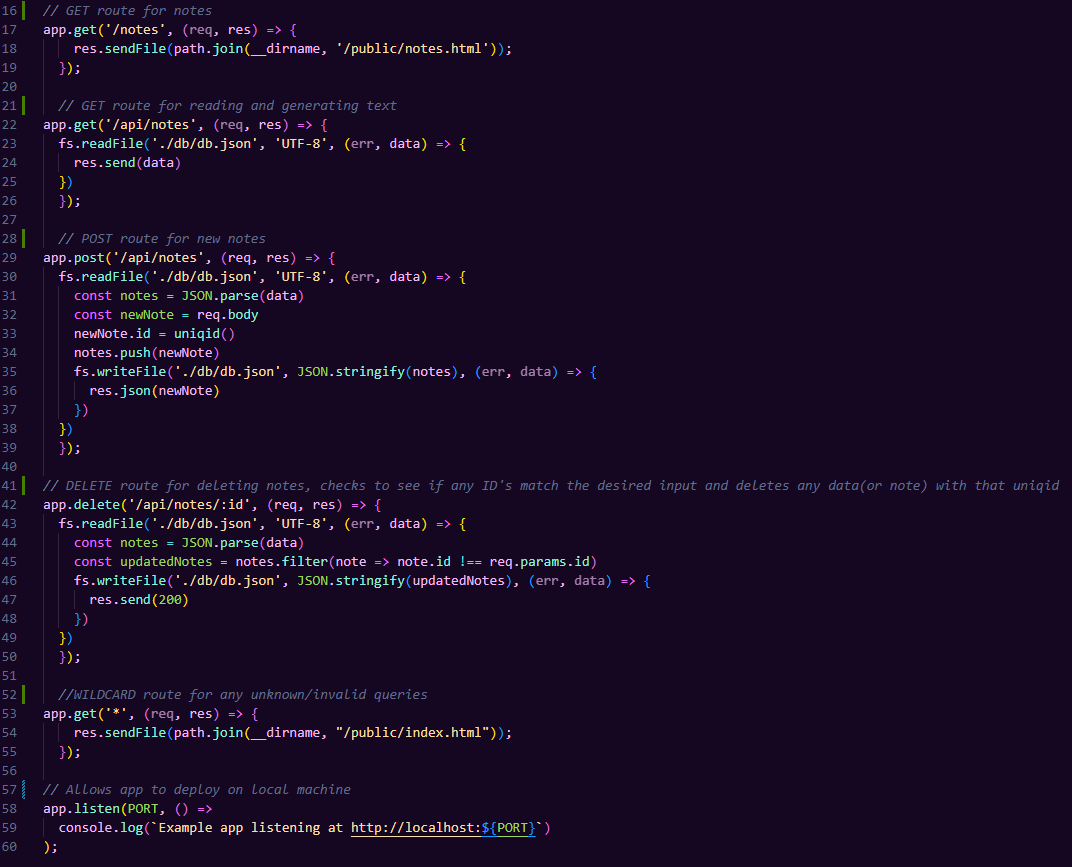 16 // GET route for notes
17 app.get('/notes', (req, res) => {
18 res.sendFile(path.join(__dirname, '/public/notes.html'));
19 });
20
21 // GET route for reading and generating text
22 app.get('/api/notes', (req, res) => {
23 fs.readFile('./db/db.json', 'UTF-8', (err, data) => {
24 res.send(data)
25 })
26 });
27
28 // POST route for new notes
29 app.post('/api/notes', (req, res) => {
30 fs.readFile('./db/db.json', 'UTF-8', (err, data) => {
31 const notes = JSON.parse(data)
32 const newNote = req.body
33 newNote.id = uniqid()
34 notes.push(newNote)
35 fs.writeFile('./db/db.json', JSON.stringify(notes), (err, data) => {
36 res.json(newNote)
37 })
38 })
39 });
40
41 // DELETE route for deleting notes, checks to see if any ID's match the desired input and deletes any data(or note) with that uniqid
42 app.delete('/api/notes/:id', (req, res) => {
43 fs.readFile('./db/db.json', 'UTF-8', (err, data) => {
44 const notes = JSON.parse(data)
45 const updatedNotes = notes.filter(note => note.id !== req.params.id)
46 fs.writeFile('./db/db.json', JSON.stringify(updatedNotes), (err, data) => {
47 res.send(200)
48 })
49 })
50 });
51
52 //WILDCARD route for any unknown/invalid queries
53 app.get('*', (req, res) => {
54 res.sendFile(path.join(__dirname, "/public/index.html"));
55 });
56
57 // Allows app to deploy on local machine
58 app.listen(PORT, () =>
59 console.log(`Example app listening at http://localhost:${PORT}`)
60 );